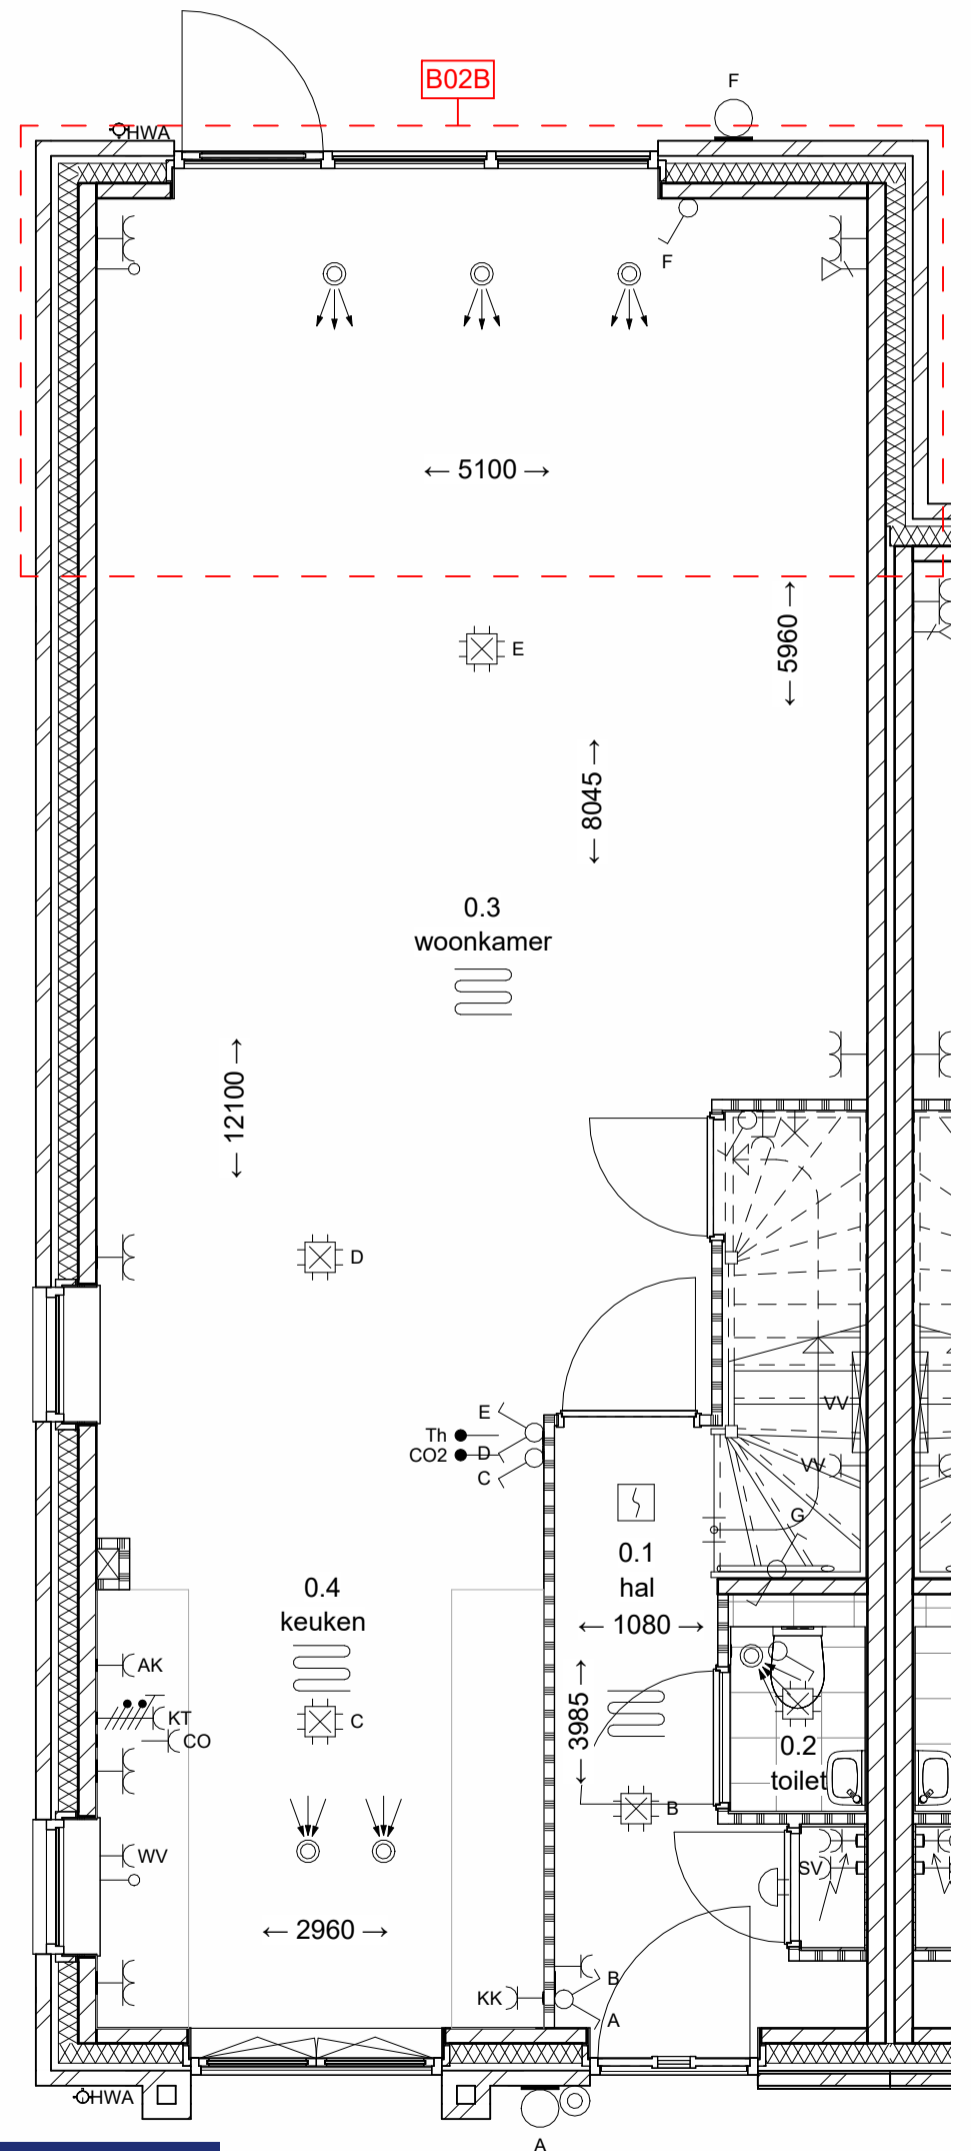 B02B
F
HWA
F
← 5100 →
← 5960 →
E
← 8045 →
0.3
woonkamer
← 12100 →
D
E
Th
CO2
D
C
VV
VV
G
0.1
hal
← 1080 →
0.4
keuken
AK
KT
CO
C
← 3985 →
0.2
toilet
B
WV
SV
← 2960 →
B
KK
A
HWA
A